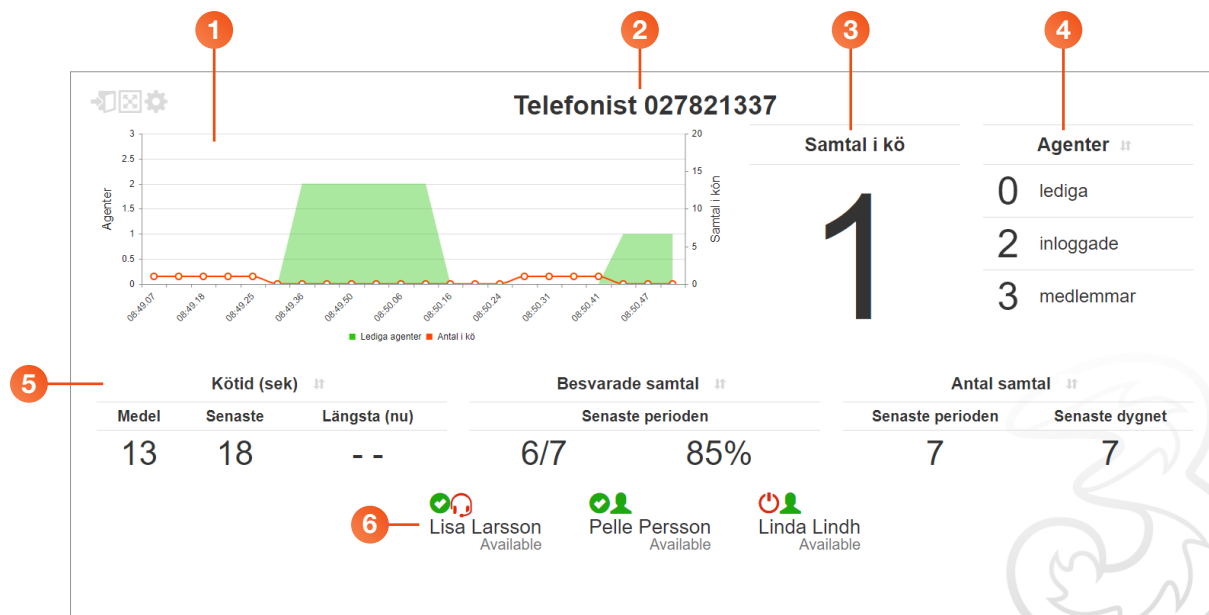 1
2
3
4
Telefonist 027821337
3
2.5
2
1.5
1
0.5
0
Agenter
20
15
10
5
0
Samtal i kön
08:49.07
08:49.18
08:49.25
08:49.36
08:49.50
08:50.06
08:50.16
08:50.24
08:50.31
08:50.41
08:50.47
Lediga agenter Antal i kö
Samtal i kö
1
Agenter
0 lediga
2 inloggade
3 medlemmar
5
Kötid (sek)
Medel Senaste Längsta (nu)
13 18 - -
Besvarade samtal
Senaste perioden
6/7 85%
Antal samtal
Senaste perioden Senaste dygnet
7 7
6
Lisa Larsson
Available
Pelle Persson
Available
Linda Lindh
Available